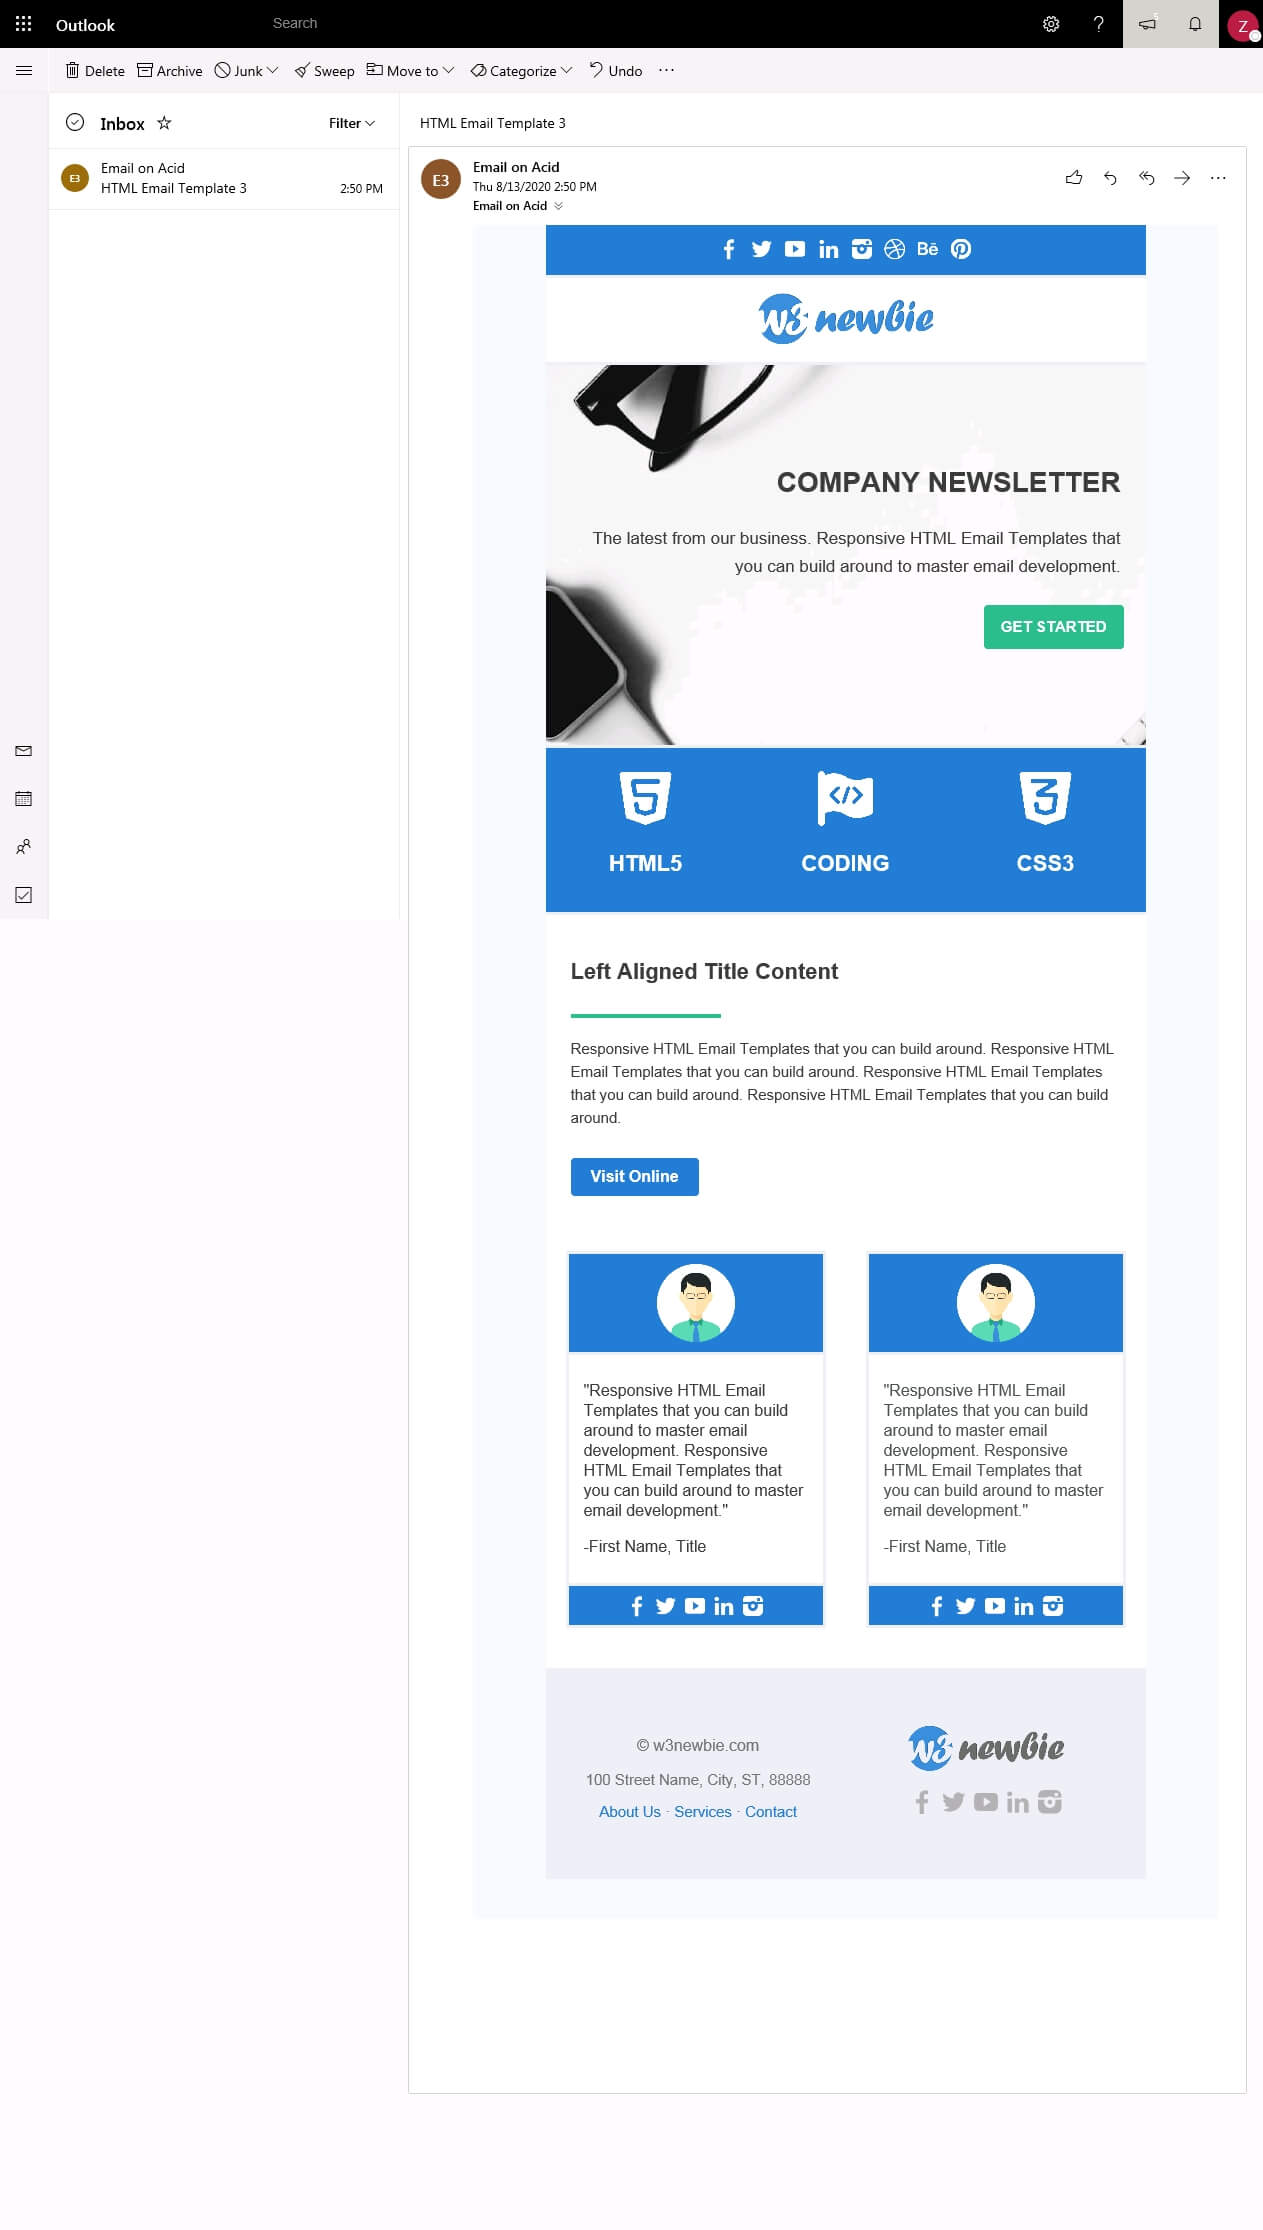 Outlook
Search
Delete
Archive
Junk
Sweep
Move to
Categorize
Undo
Inbox
Filter
E3
Email on Acid
HTML Email Template 3
2:50 PM
HTML Email Template 3
E3
Email on Acid
Thu 8/13/2020 2:50 PM
Email on Acid
Z
Bē
w3 newbie
COMPANY NEWSLETTER
The latest from our business. Responsive HTML Email Templates that
you can build around to master email development.
GET STARTED
HTML5
CODING
CSS3
Left Aligned Title Content
Responsive HTML Email Templates that you can build around. Responsive HTML
Email Templates that you can build around. Responsive HTML Email Templates
that you can build around. Responsive HTML Email Templates that you can build
around.
Visit Online
"Responsive HTML Email
Templates that you can build
around to master email
development. Responsive
HTML Email Templates that
you can build around to master
email development."
-First Name, Title
"Responsive HTML Email
Templates that you can build
around to master email
development. Responsive
HTML Email Templates that
you can build around to master
email development."
-First Name, Title
© w3newbie.com
100 Street Name, City, ST, 88888
About Us · Services · Contact
w3 newbie